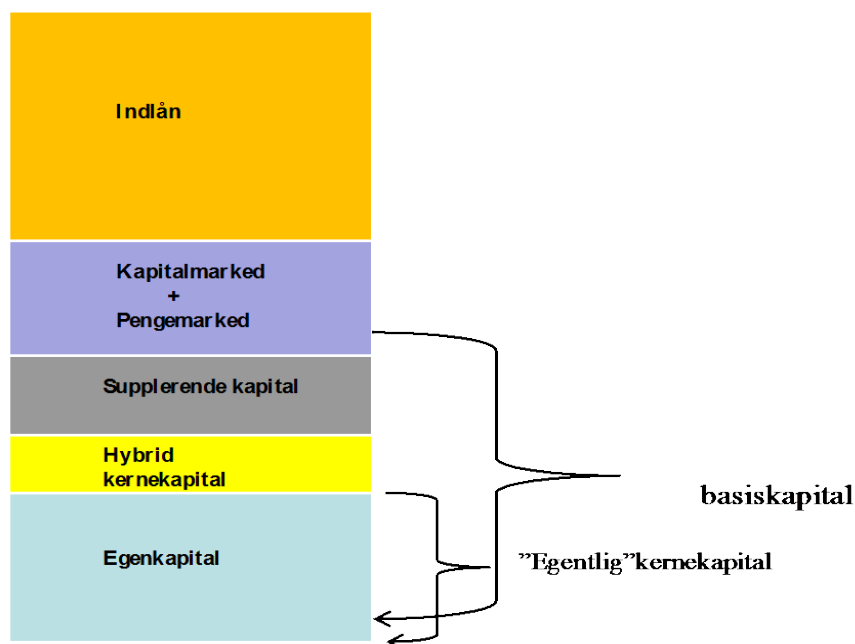 Indlån
Kapitalmarked
+
Pengemarked
Supplerende kapital
Hybrid
kernekapital
basiskapital
Egenkapital
”Egentlig”kernekapital